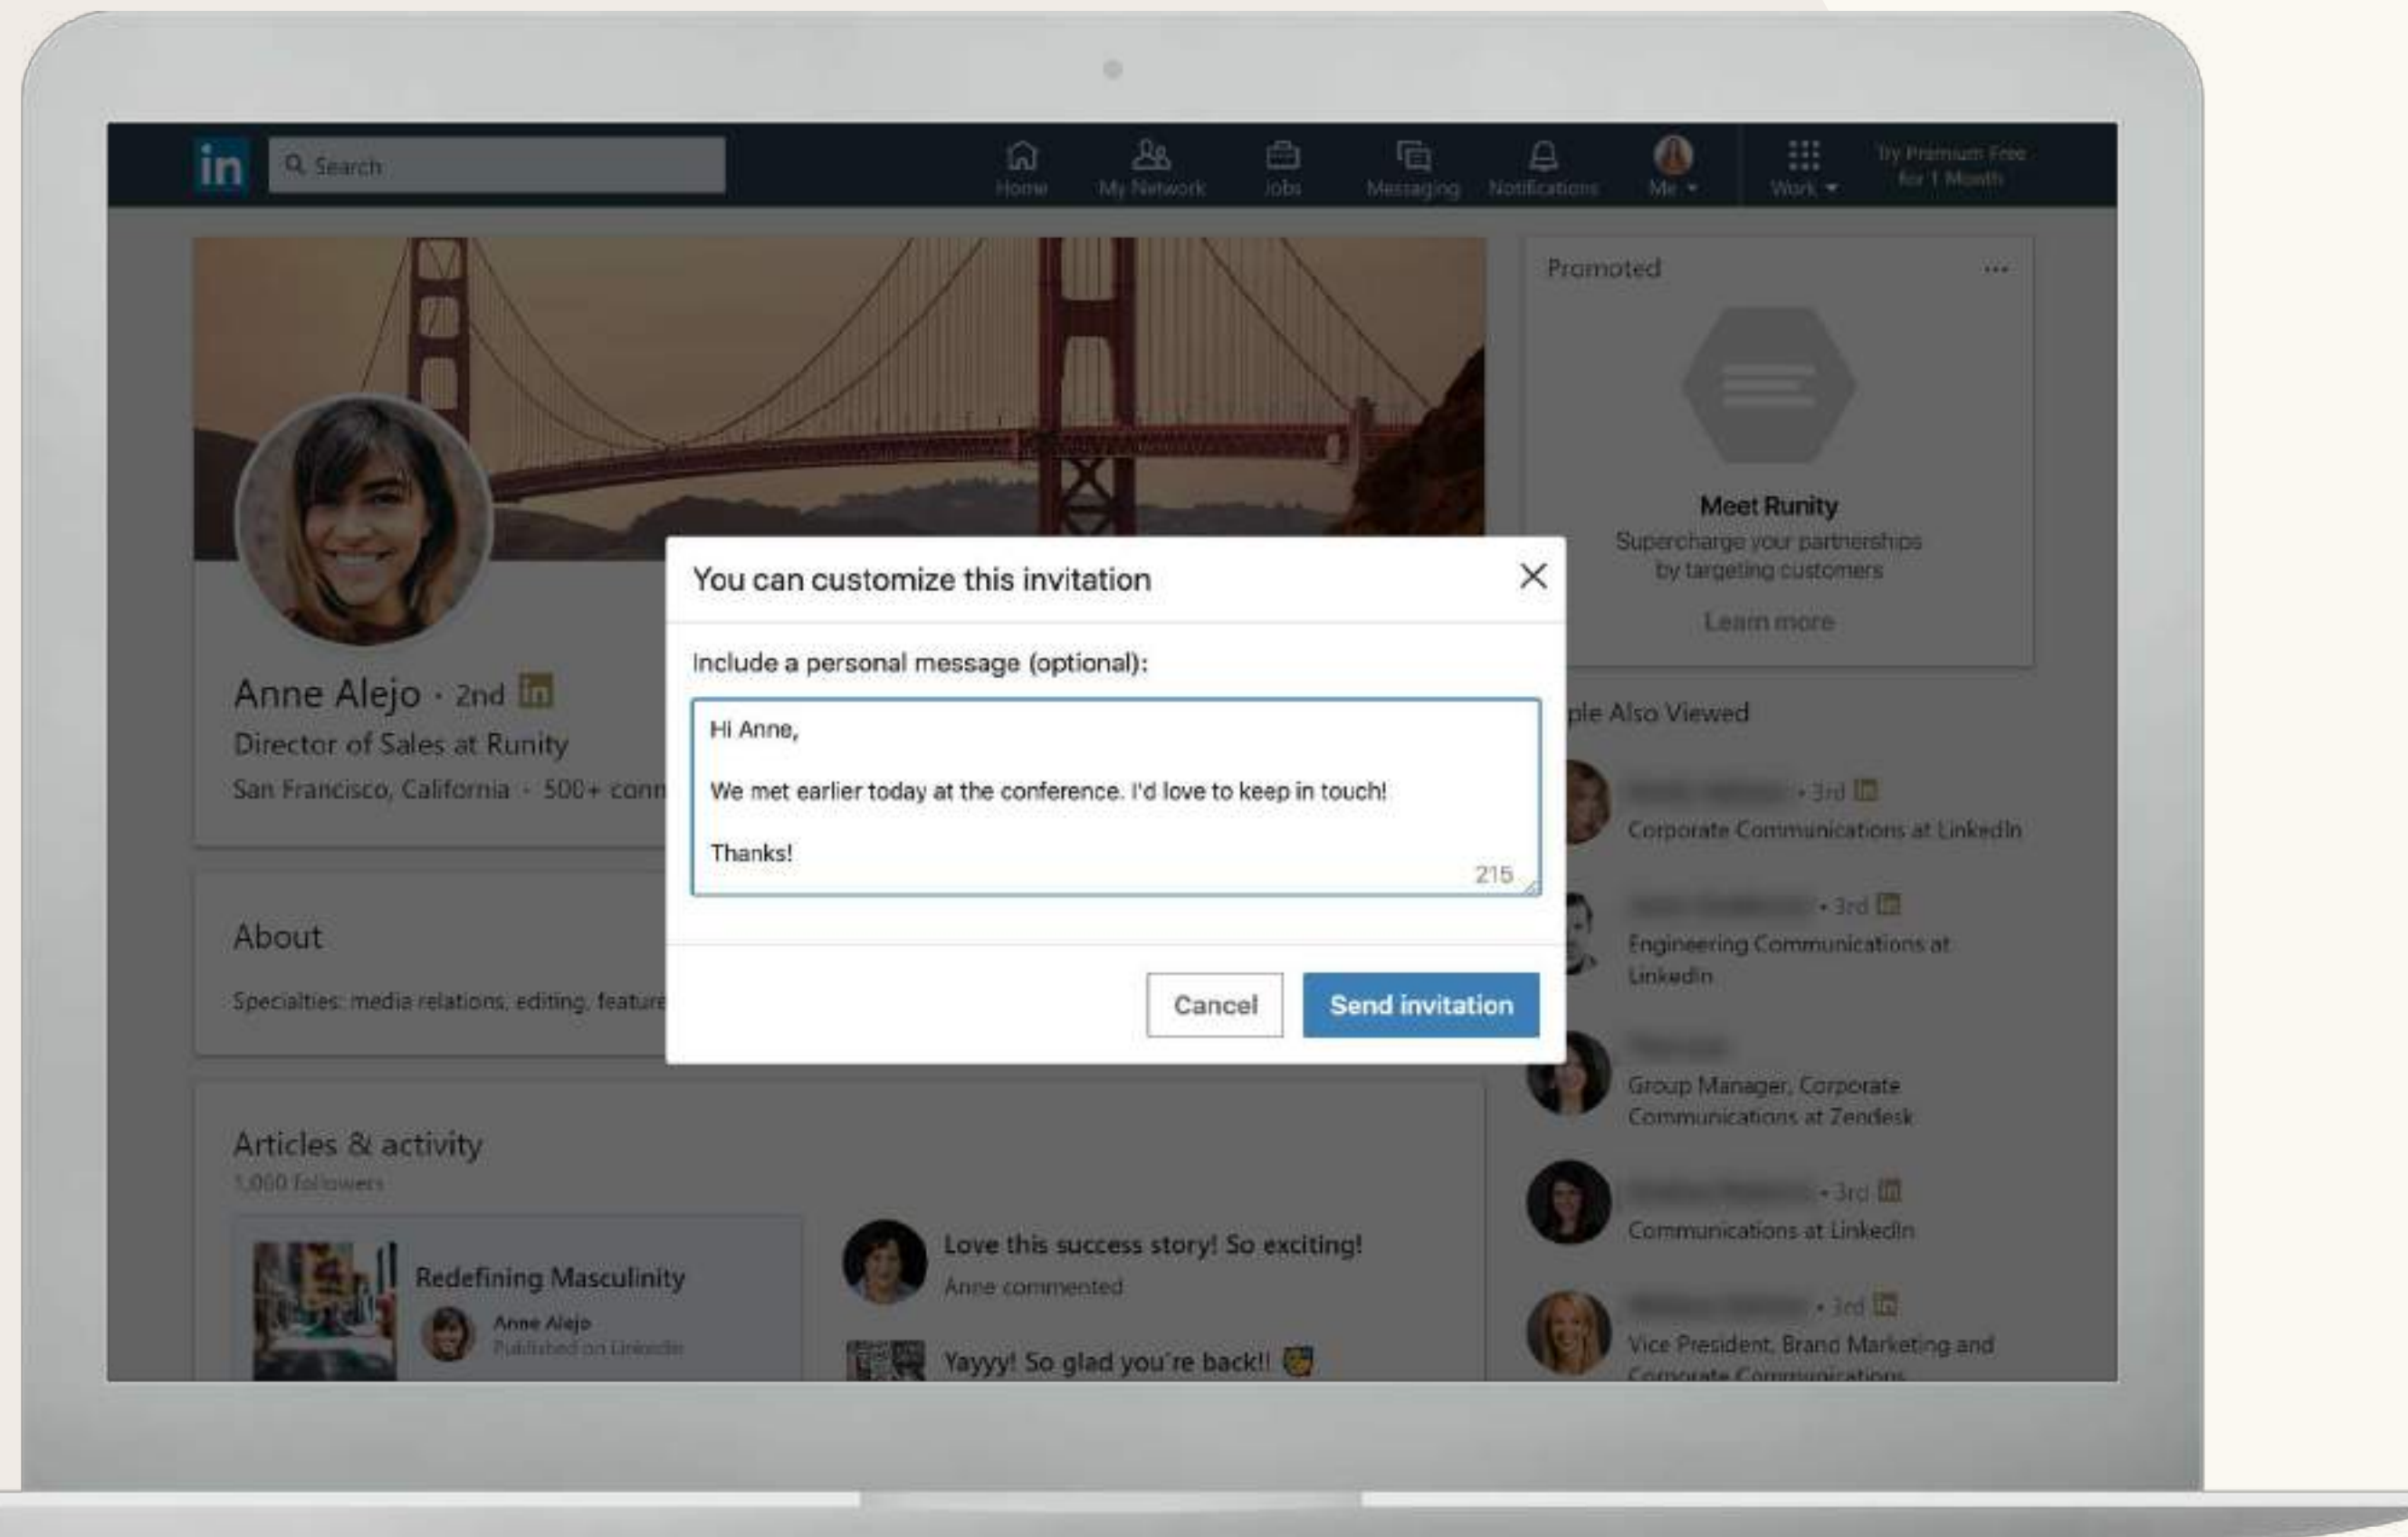 in
Search
Home
My Network
Jobs
Messaging
Notifications
Me
Work
Try Premium Free
for 1 Month
Promoted
Meet Runity
Supercharge your partnerships
by targeting customers
Learn more
Anne Alejo · 2nd in
Director of Sales at Runity
San Francisco, California · 500+ conn
You can customize this invitation
Include a personal message (optional):
Hi Anne,
We met earlier today at the conference. I'd love to keep in touch!
Thanks!
215
Cancel
Send invitation
About
Specialties: media relations, editing, feature
Articles & activity
1,000 followers
Redefining Masculinity
Anne Alejo
Published on LinkedIn
Love this success story! So exciting!
Anne commented
Yayyy! So glad you're back!!
ple Also Viewed
• 3rd in
Corporate Communications at LinkedIn
• 3rd in
Engineering Communications at
LinkedIn
Group Manager, Corporate
Communications at Zendesk
• 3rd in
Communications at LinkedIn
• 3rd in
Vice President, Brand Marketing and
Corporate Communications